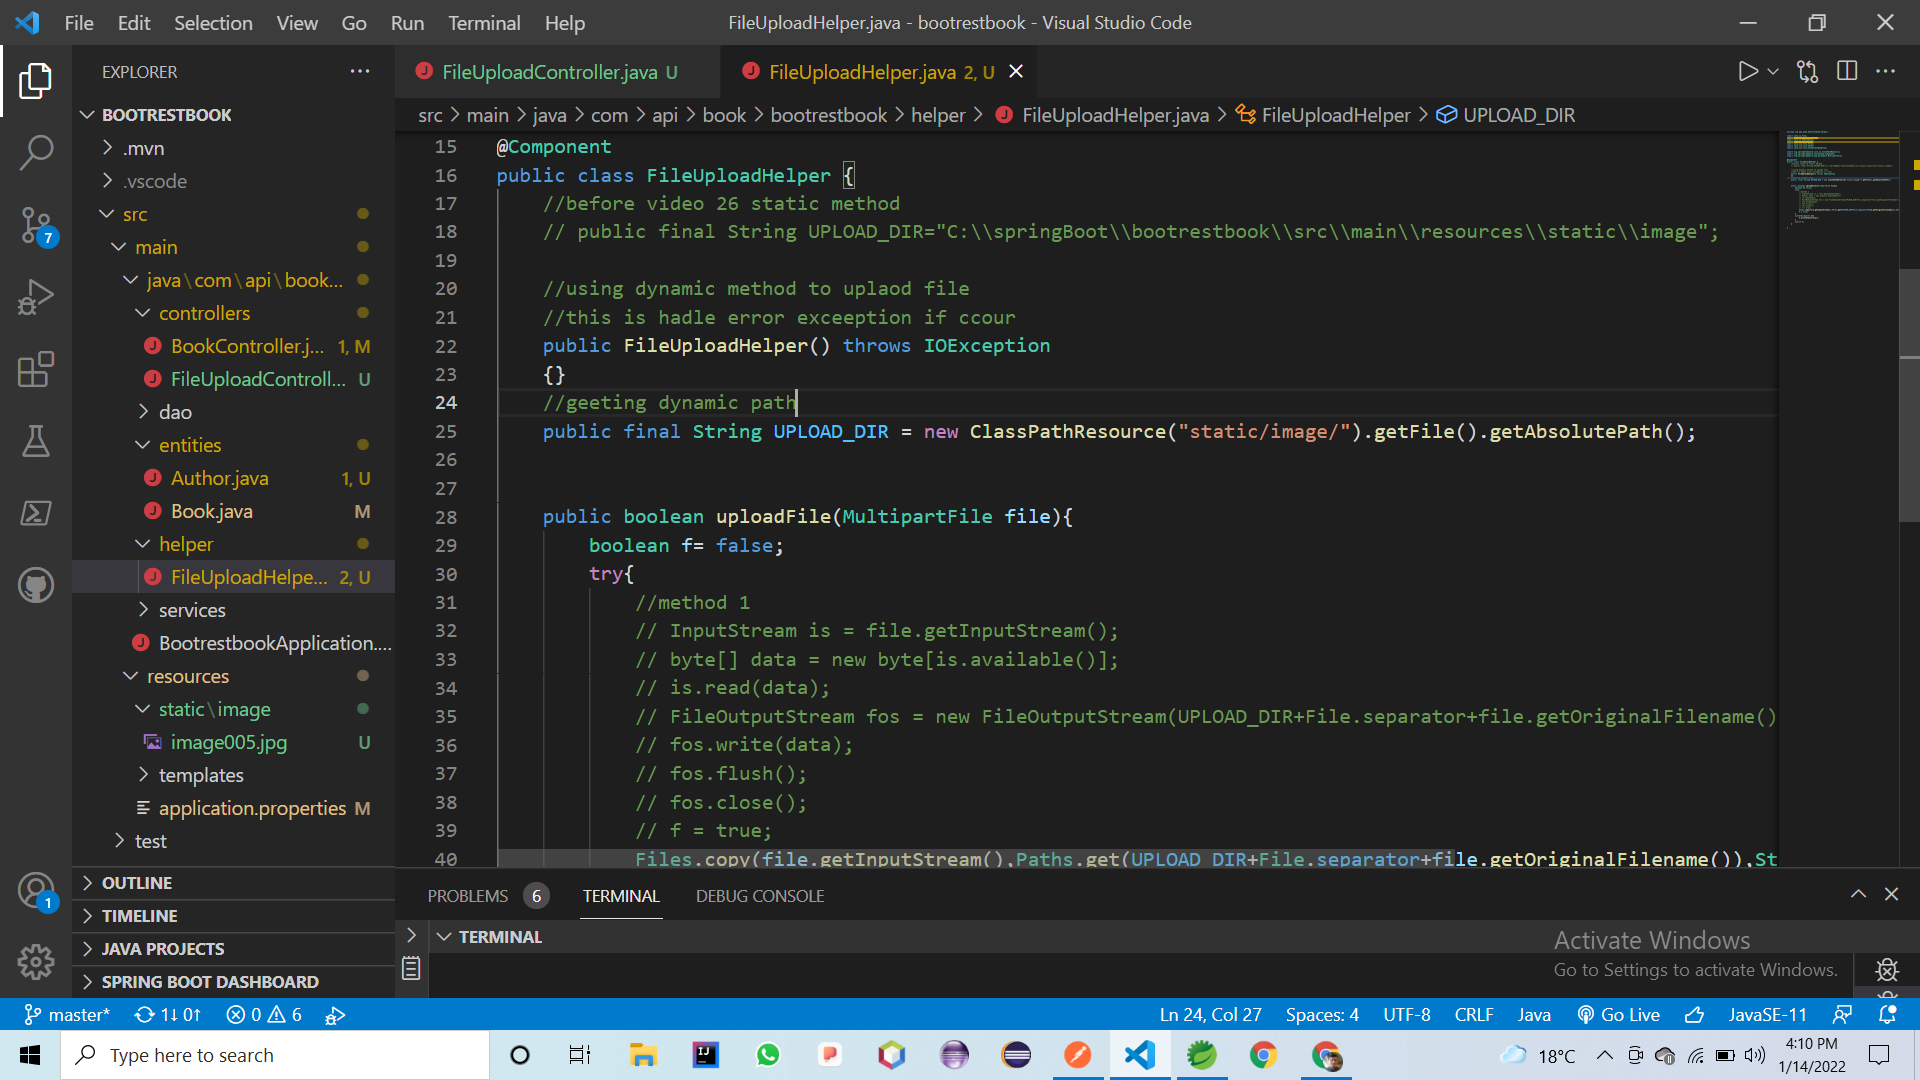 File Edit Selection View Go Run Terminal Help
FileUploadHelper.java - bootrestbook - Visual Studio Code
EXPLORER
BOOTRESTBOOK
.mvn
.vscode
src
main
java\com\api\book...
controllers
BookController.j... 1, M
FileUploadControll... U
dao
entities
Author.java 1, U
Book.java M
helper
FileUploadHelpe... 2, U
services
BootrestbookApplication....
resources
static\image
image005.jpg U
templates
application.properties M
test
OUTLINE
TIMELINE
JAVA PROJECTS
SPRING BOOT DASHBOARD
7
1
FileUploadController.java U
FileUploadHelper.java 2, U
src > main > java > com > api > book > bootrestbook > helper > FileUploadHelper.java > FileUploadHelper > UPLOAD_DIR
15 @Component
16 public class FileUploadHelper {
17 //before video 26 static method
18 // public final String UPLOAD_DIR="C:\\springBoot\\bootrestbook\\src\\main\\resources\\static\\image";
19
20 //using dynamic method to uplaod file
21 //this is hadle error exceeption if ccour
22 public FileUploadHelper() throws IOException
23 {}
24 //geeting dynamic path
25 public final String UPLOAD_DIR = new ClassPathResource("static/image/").getFile().getAbsolutePath();
26
27
28 public boolean uploadFile(MultipartFile file){
29 boolean f= false;
30 try{
31 //method 1
32 // InputStream is = file.getInputStream();
33 // byte[] data = new byte[is.available()];
34 // is.read(data);
35 // FileOutputStream fos = new FileOutputStream(UPLOAD_DIR+File.separator+file.getOriginalFilename()
36 // fos.write(data);
37 // fos.flush();
38 // fos.close();
39 // f = true;
40 Files.copy(file.getInputStream(),Paths.get(UPLOAD_DIR+File.separator+file.getOriginalFilename()),St
PROBLEMS 6 TERMINAL DEBUG CONSOLE
TERMINAL
Activate Windows
Go to Settings to activate Windows.
master* 1↓ 0↑ 0 6 Ln 24, Col 27 Spaces: 4 UTF-8 CRLF Java Go Live JavaSE-11
Type here to search
18°C
4:10 PM
1/14/2022